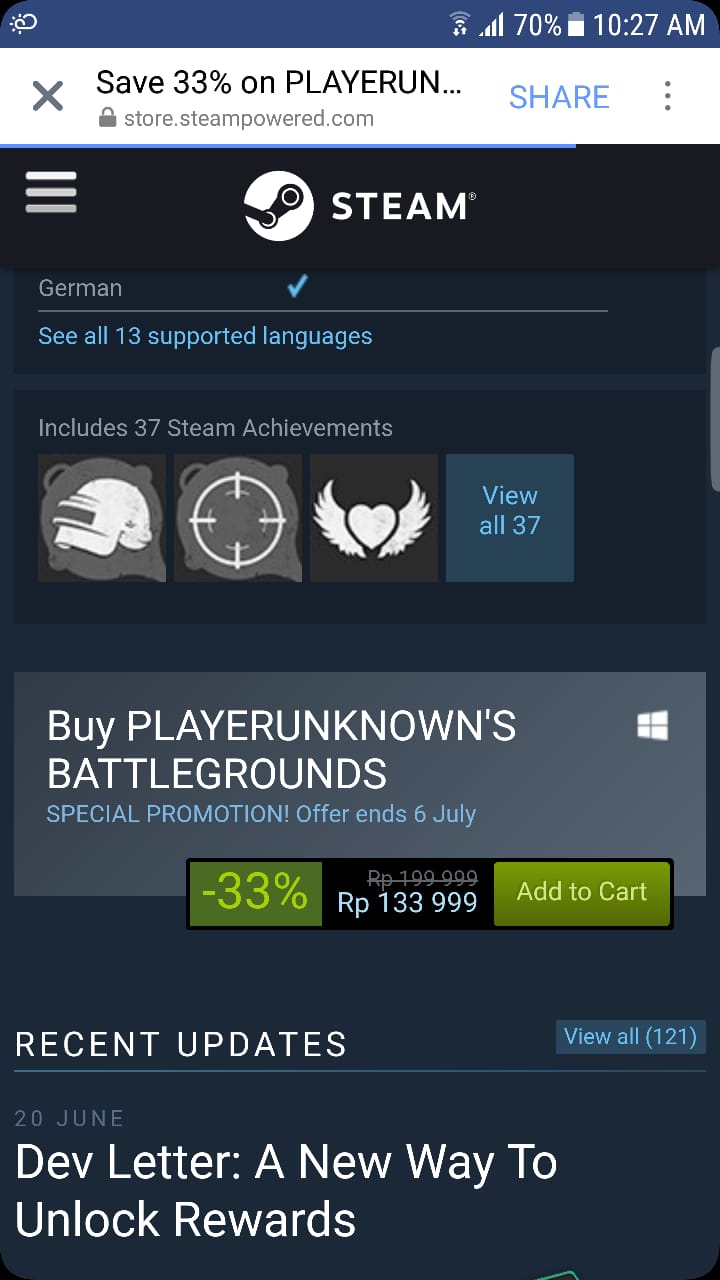 70% 10:27 AM
Save 33% on PLAYERUN...
SHARE
store.steampowered.com
STEAM®
German
See all 13 supported languages
Includes 37 Steam Achievements
View
all 37
Buy PLAYERUNKNOWN'S
BATTLEGROUNDS
SPECIAL PROMOTION! Offer ends 6 July
-33%
Rp 199 999
Rp 133 999
Add to Cart
RECENT UPDATES
View all (121)
20 JUNE
Dev Letter: A New Way To
Unlock Rewards